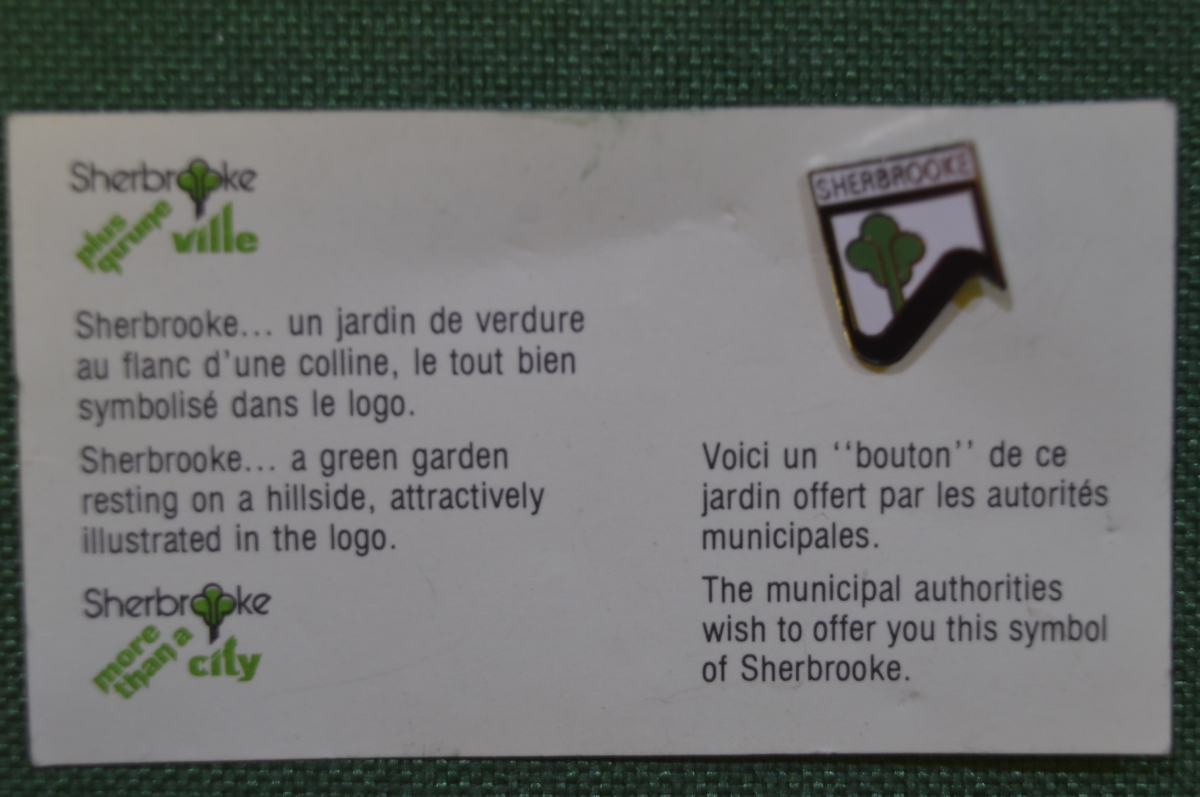 Sherbrooke
plus
qu'une
ville
Sherbrooke... un jardin de verdure
au flanc d'une colline, le tout bien
symbolisé dans le logo.
Sherbrooke... a green garden
resting on a hillside, attractively
illustrated in the logo.
Sherbrooke
more
than a
city
SHERBROOKE
Voici un "bouton" de ce
jardin offert par les autorités
municipales.
The municipal authorities
wish to offer you this symbol
of Sherbrooke.